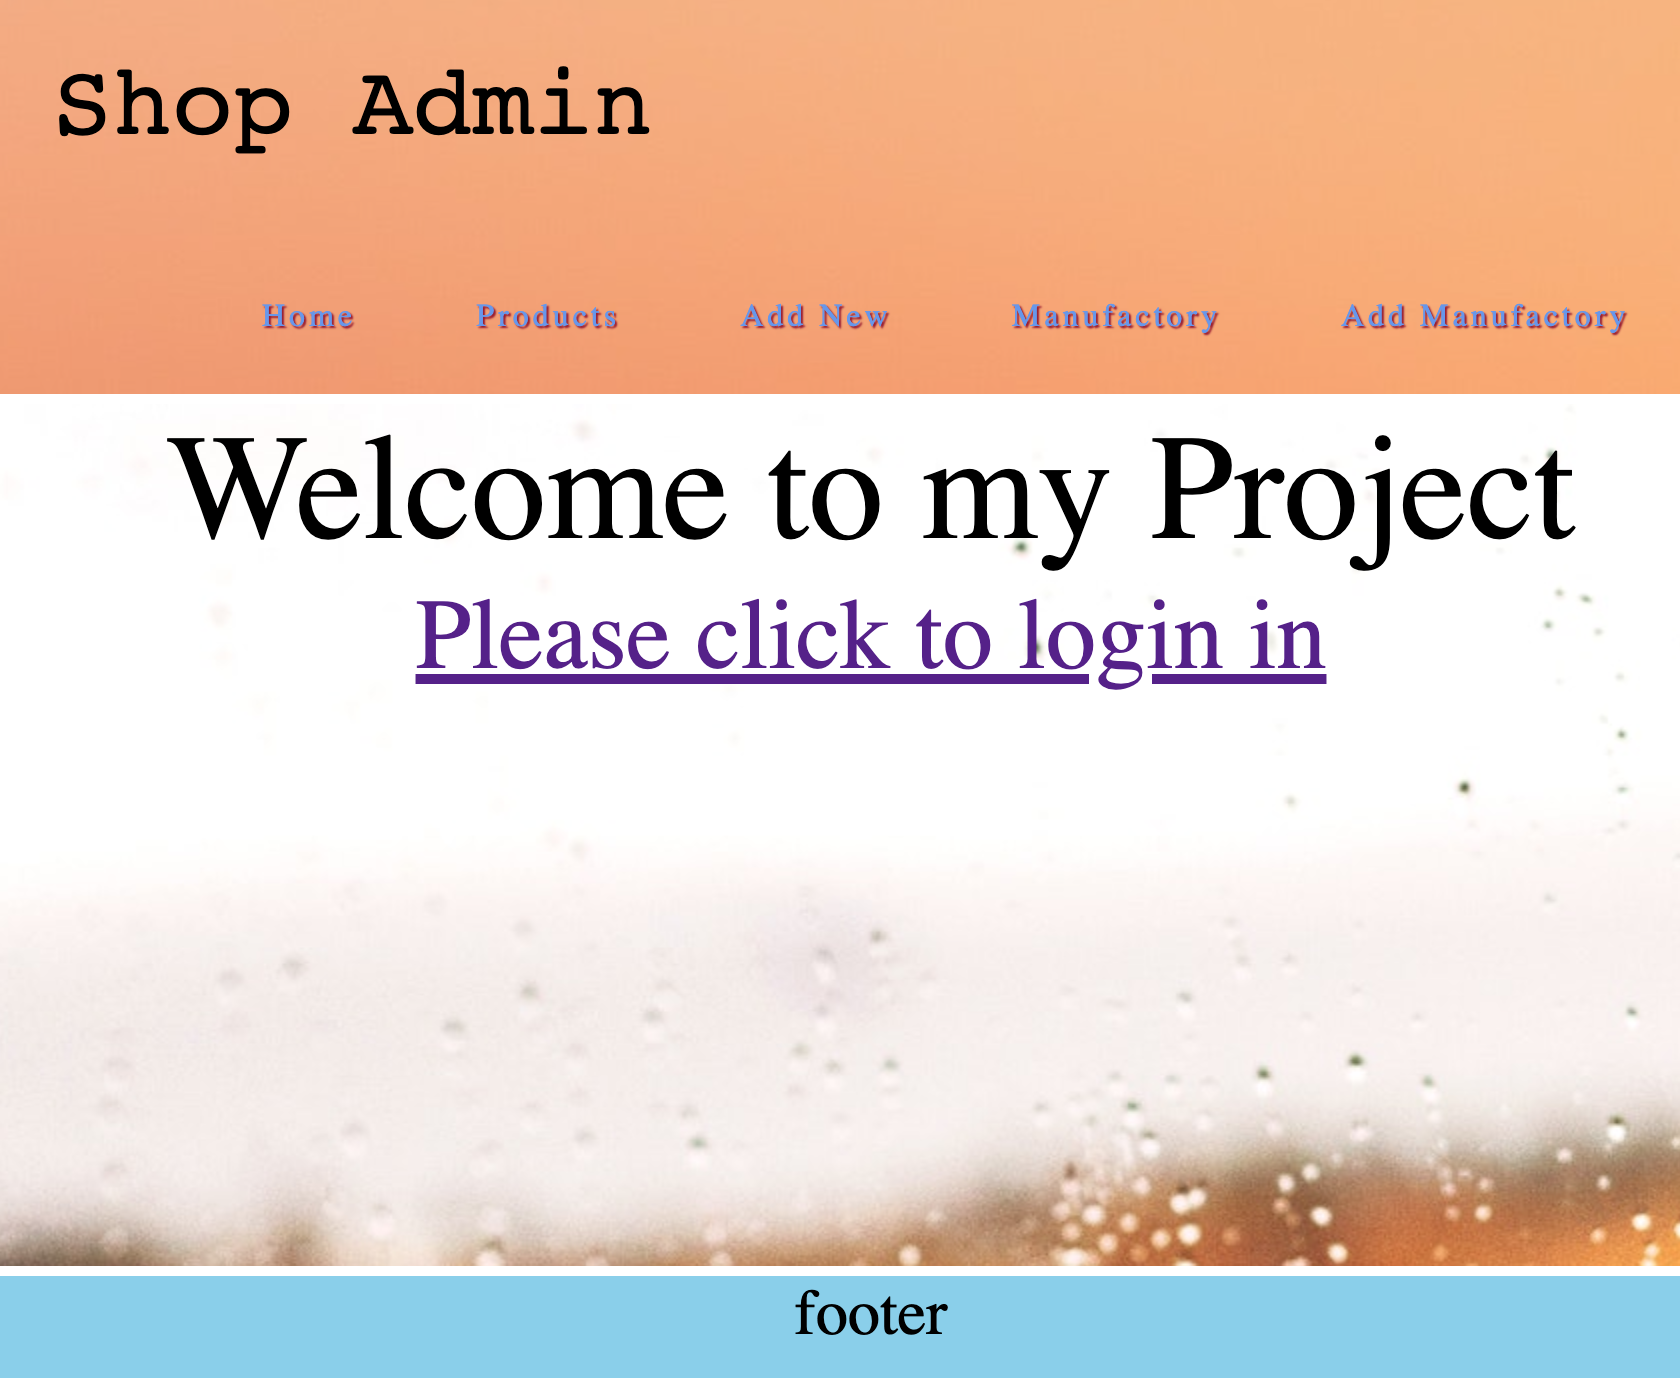 Shop Admin
Home Products Add New Manufactory Add Manufactory
Welcome to my Project
Please click to login in
footer